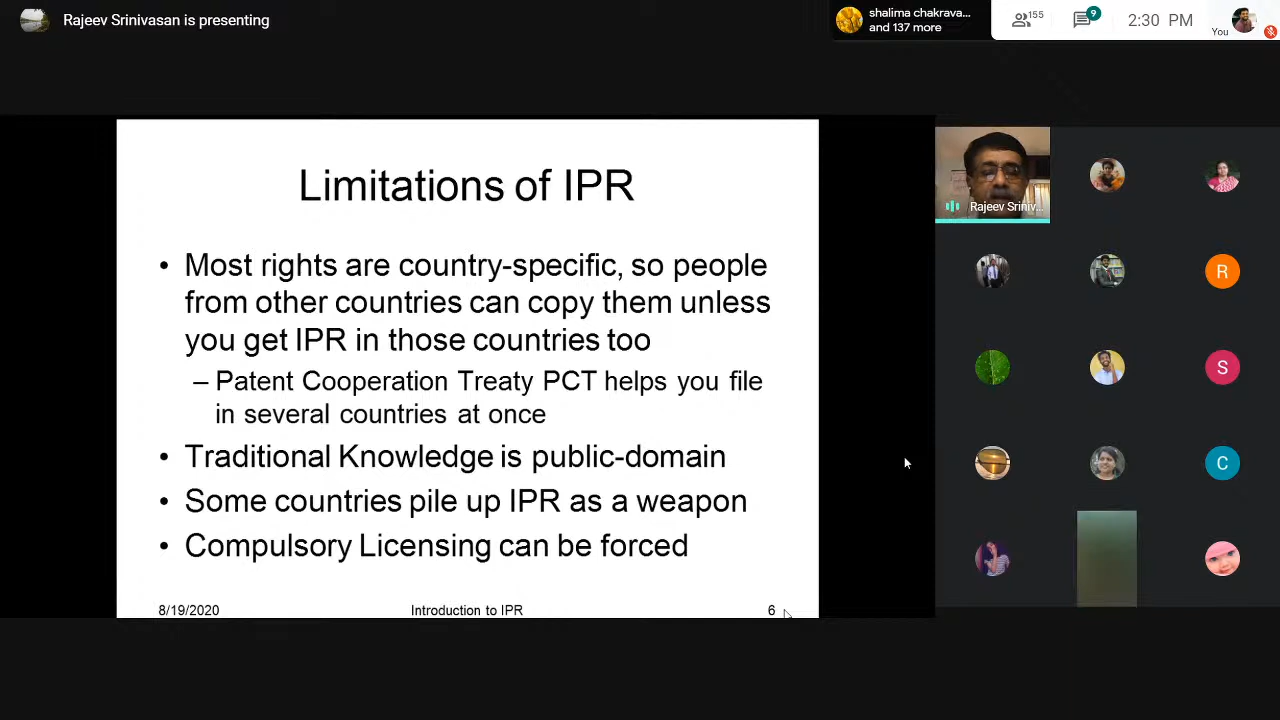 Rajeev Srinivasan is presenting
shalima chakrava...
and 137 more
155
9
2:30 PM
You
Limitations of IPR
• Most rights are country-specific, so people
from other countries can copy them unless
you get IPR in those countries too
– Patent Cooperation Treaty PCT helps you file
in several countries at once
• Traditional Knowledge is public-domain
• Some countries pile up IPR as a weapon
• Compulsory Licensing can be forced
8/19/2020
Introduction to IPR
6
Rajeev Sriniv...
R
S
C